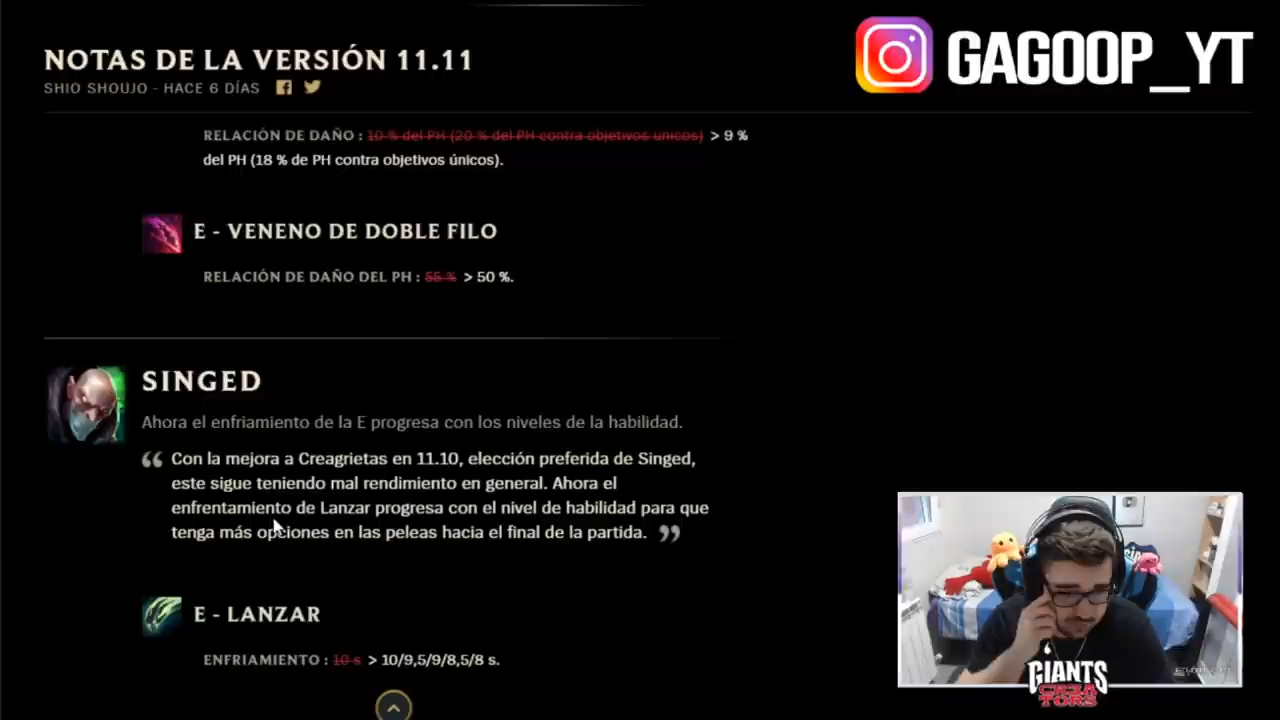 NOTAS DE LA VERSIÓN 11.11
SHIO SHOUJO - HACE 6 DÍAS
GAGOOP_YT
RELACIÓN DE DAÑO : 10 % del PH (20 % del PH contra objetivos únicos) > 9 %
del PH (18 % de PH contra objetivos únicos).
E - VENENO DE DOBLE FILO
RELACIÓN DE DAÑO DEL PH : 55 % > 50 %.
SINGED
Ahora el enfriamiento de la E progresa con los niveles de la habilidad.
“ Con la mejora a Creagrietas en 11.10, elección preferida de Singed,
este sigue teniendo mal rendimiento en general. Ahora el
enfrentamiento de Lanzar progresa con el nivel de habilidad para que
tenga más opciones en las peleas hacia el final de la partida. ”
E - LANZAR
ENFRIAMIENTO : 10 s > 10/9,5/9/8,5/8 s.
GIANTS
CREA
TORS